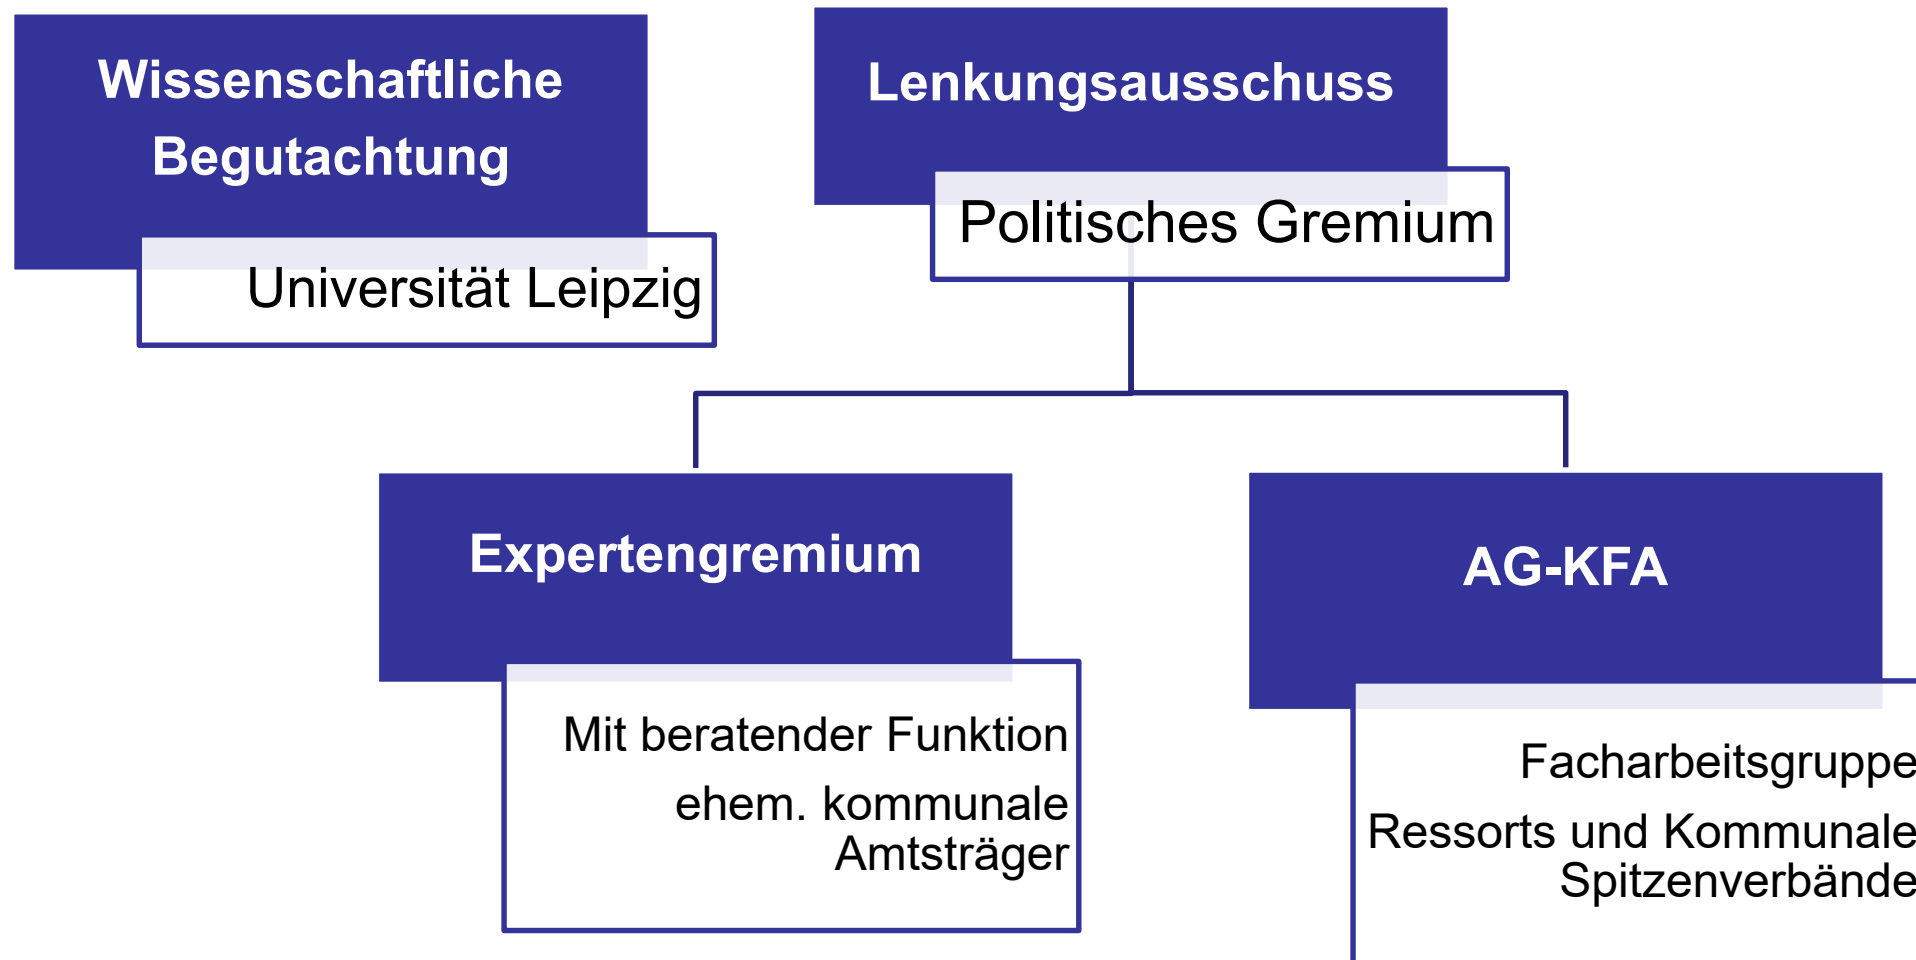 Wissenschaftliche
Begutachtung
Universität Leipzig
Lenkungsausschuss
Politisches Gremium
Expertengremium
Mit beratender Funktion
ehem. kommunale
Amtsträger
AG-KFA
Facharbeitsgruppe
Ressorts und Kommunale
Spitzenverbände